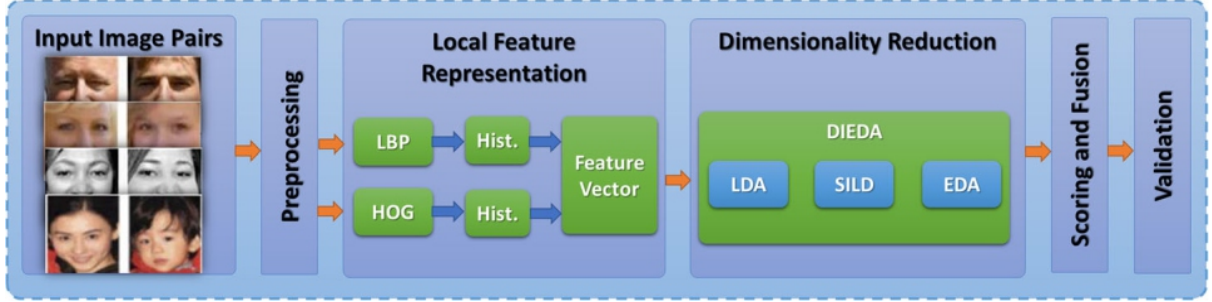 Input Image Pairs
Preprocessing
Local Feature
Representation
LBP
Hist.
HOG
Hist.
Feature
Vector
Dimensionality Reduction
DIEDA
LDA
SILD
EDA
Scoring and Fusion
Validation